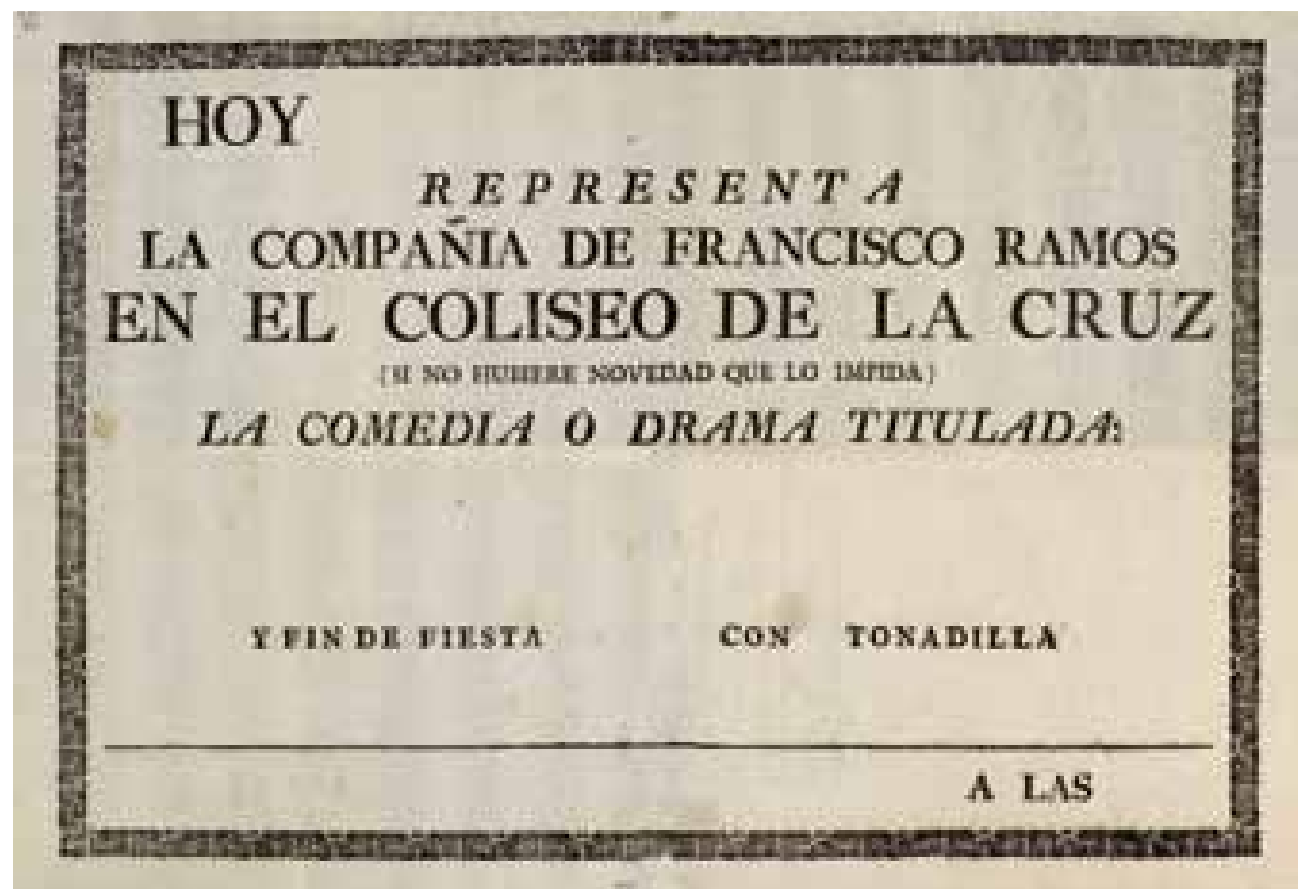 HOY
REPRESENTA
LA COMPAÑIA DE FRANCISCO RAMOS
EN EL COLISEO DE LA CRUZ
(SI NO HUBIERE NOVEDAD QUE LO IMPIDA)
LA COMEDIA O DRAMA TITULADA:
Y FIN DE FIESTA CON TONADILLA
A LAS